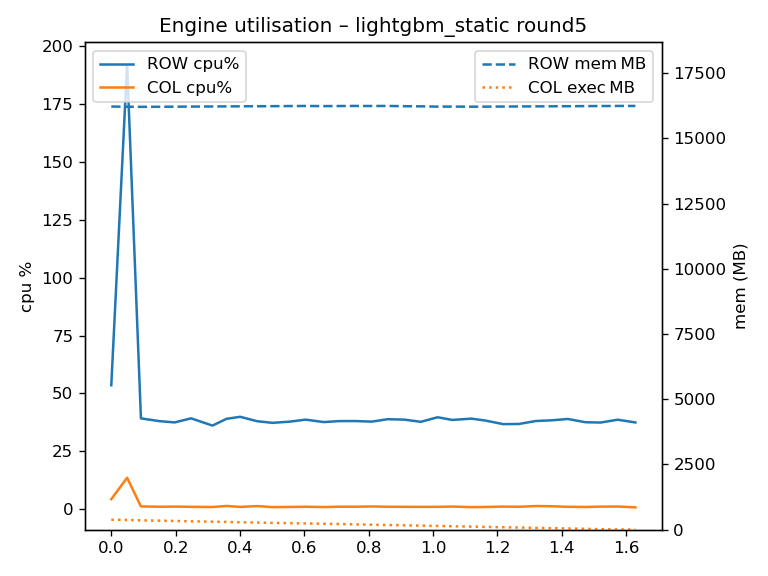 Engine utilisation – lightgbm_static round5
ROW cpu%
COL cpu%
ROW mem MB
COL exec MB
cpu %
200
175
150
125
100
75
50
25
0
17500
15000
12500
10000
7500
5000
2500
0
mem (MB)
0.0 0.2 0.4 0.6 0.8 1.0 1.2 1.4 1.6